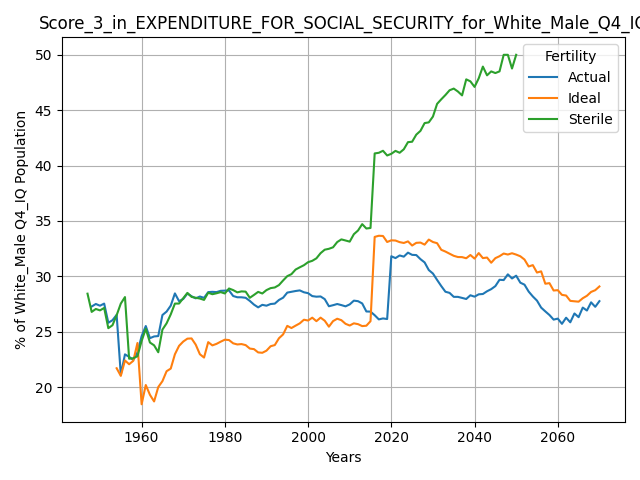 Score_3_in_EXPENDITURE_FOR_SOCIAL_SECURITY_for_White_Male_Q4_IQ
% of White_Male Q4_IQ Population
50
45
40
35
30
25
20
Fertility
Actual
Ideal
Sterile
1960
1980
2000
2020
2040
2060
Years